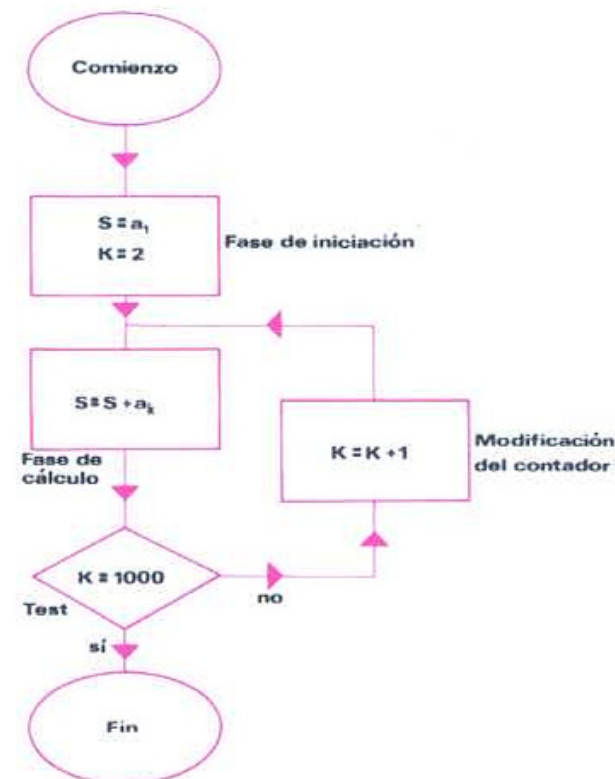 Comienzo
S = a₁
K = 2
Fase de iniciación
S = S + aₖ
Fase de
cálculo
K = K + 1
Modificación
del contador
K = 1000
Test
no
sí
Fin